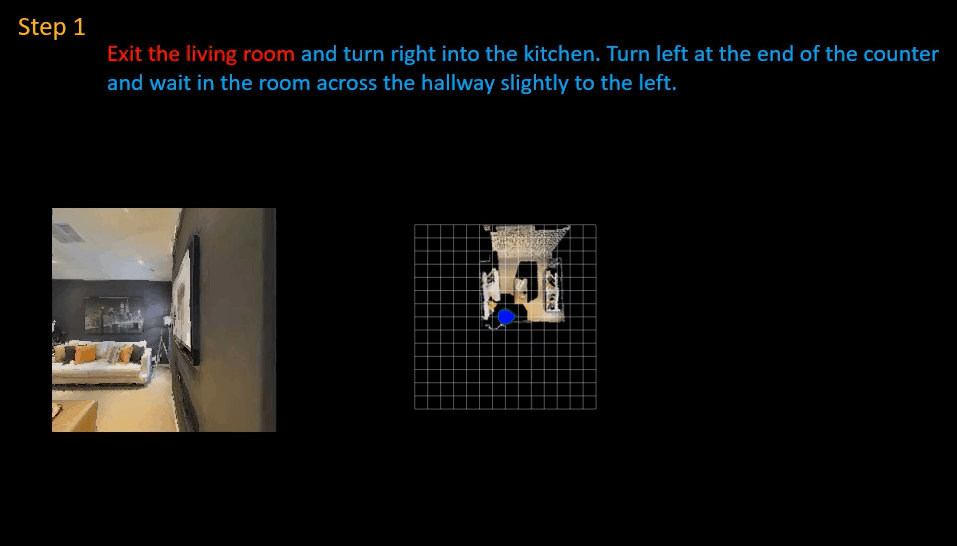 Step 1
Exit the living room and turn right into the kitchen. Turn left at the end of the counter
and wait in the room across the hallway slightly to the left.